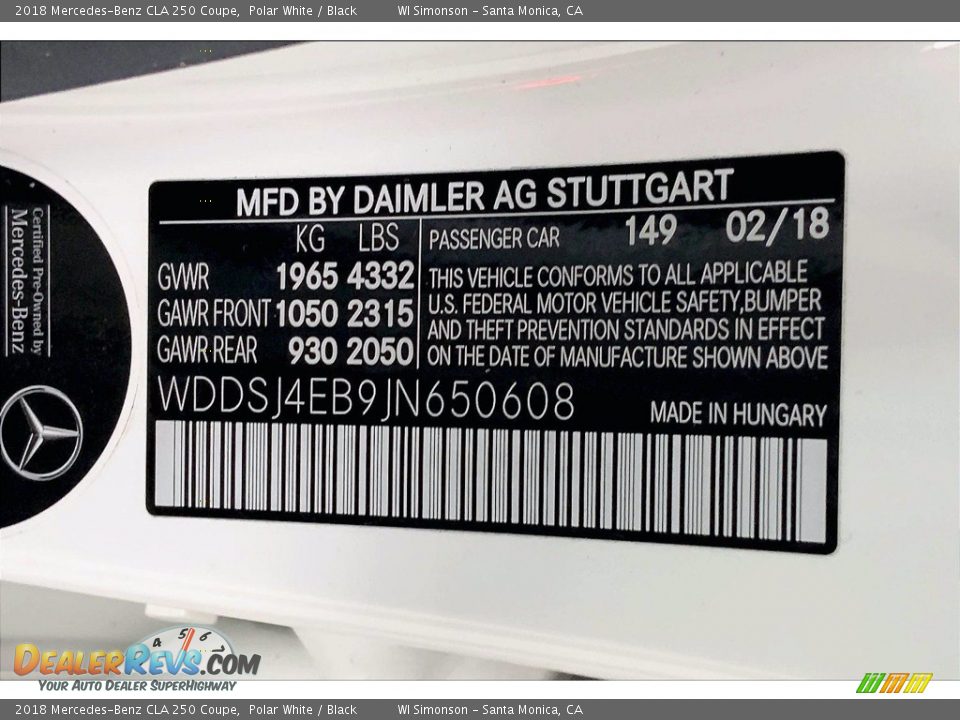 2018 Mercedes-Benz CLA 250 Coupe, Polar White / Black WI Simonson - Santa Monica, CA
MFD BY DAIMLER AG STUTTGART
KG LBS PASSENGER CAR 149 02/18
GVWR 1965 4332
GAWR FRONT 1050 2315
GAWR·REAR 930 2050
THIS VEHICLE CONFORMS TO ALL APPLICABLE
U.S. FEDERAL MOTOR VEHICLE SAFETY,BUMPER
AND THEFT PREVENTION STANDARDS IN EFFECT
ON THE DATE OF MANUFACTURE SHOWN ABOVE
WDDSJ4EB9JN650608
MADE IN HUNGARY
Certified Pre-Owned by
Mercedes-Benz
4 5 6 7
DealerRevs.com
Your Auto Dealer SuperHighway
2018 Mercedes-Benz CLA 250 Coupe, Polar White / Black WI Simonson - Santa Monica, CA